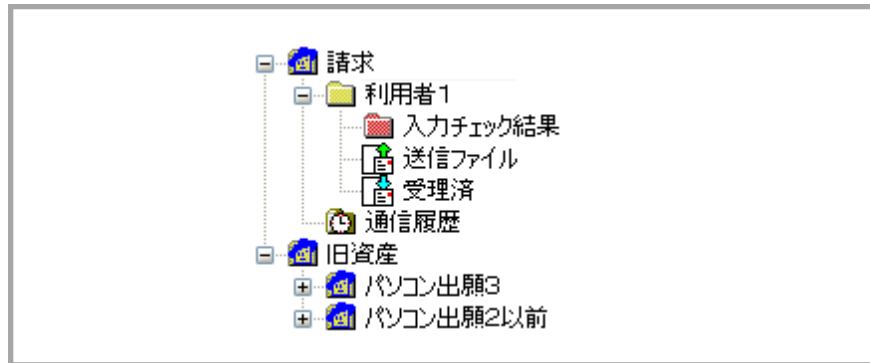 請求
利用者1
入力チェック結果
送信ファイル
受理済
通信履歴
旧資産
パソコン出願3
パソコン出願2以前